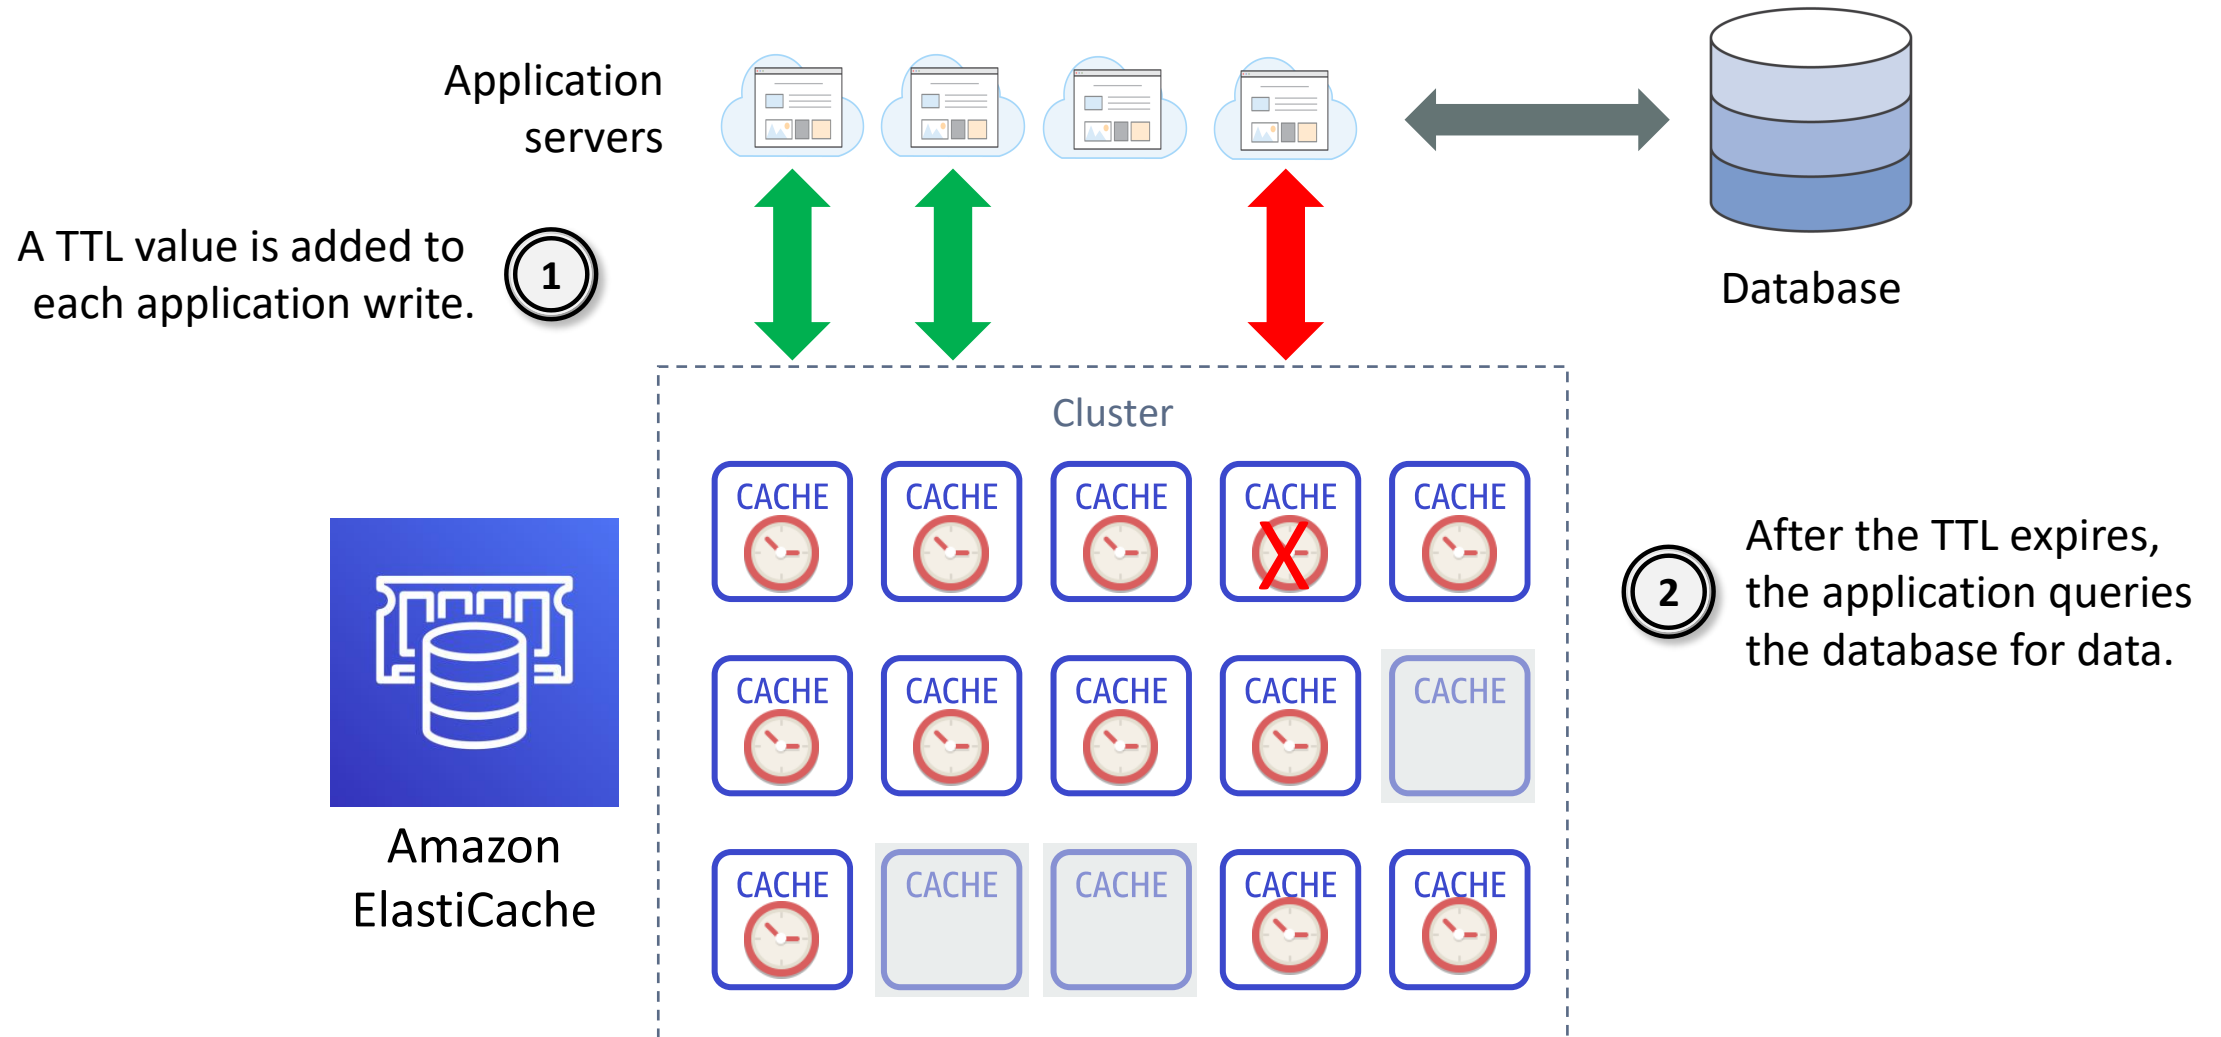 Application
servers
A TTL value is added to
each application write.
1
Database
Cluster
CACHE CACHE CACHE CACHE CACHE
X
2
After the TTL expires,
the application queries
the database for data.
CACHE CACHE CACHE CACHE CACHE
Amazon
ElastiCache
CACHE CACHE CACHE CACHE CACHE